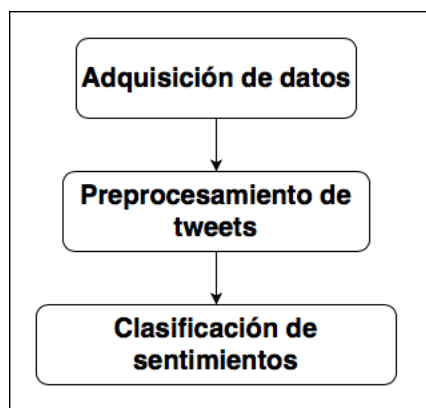 Adquisición de datos
Preprocesamiento de
tweets
Clasificación de
sentimientos